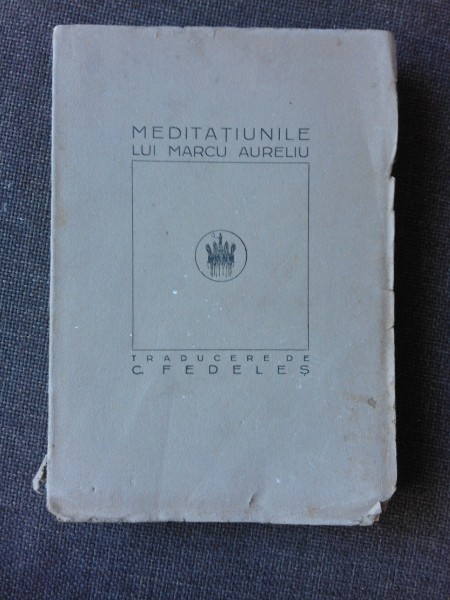 MEDITAȚIUNILE
LUI MARCU AURELIU
TRADUCERE DE
C. FEDELEȘ